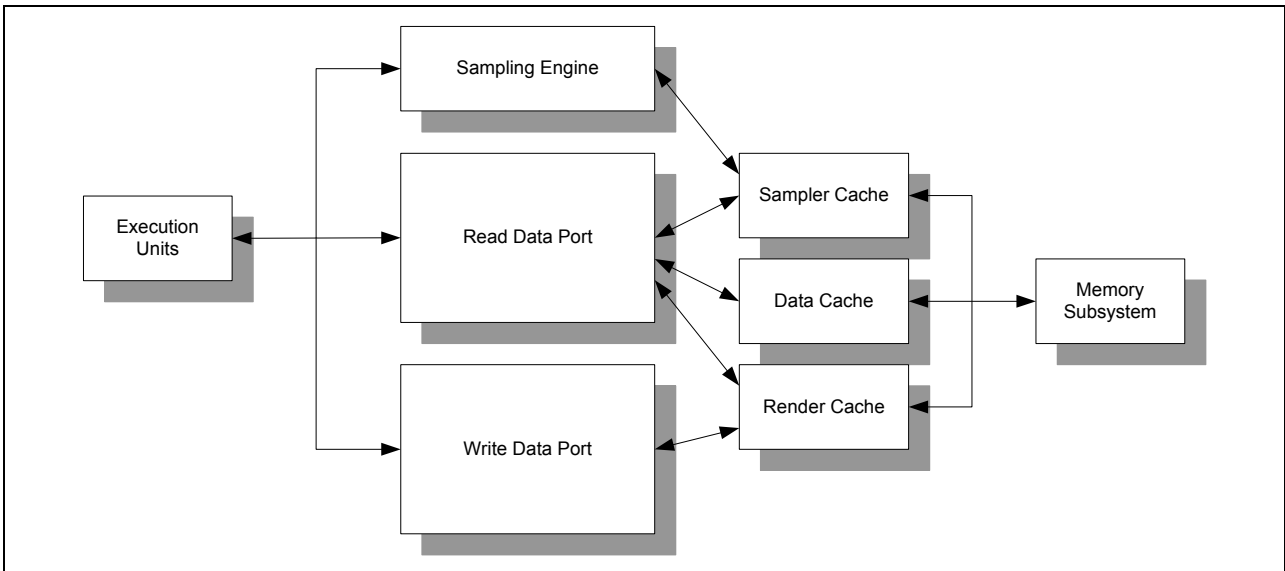 Sampling Engine
Execution
Units
Read Data Port
Write Data Port
Sampler Cache
Data Cache
Render Cache
Memory
Subsystem